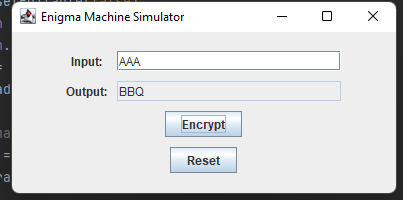 Enigma Machine Simulator
Input: AAA
Output: BBQ
Encrypt
Reset